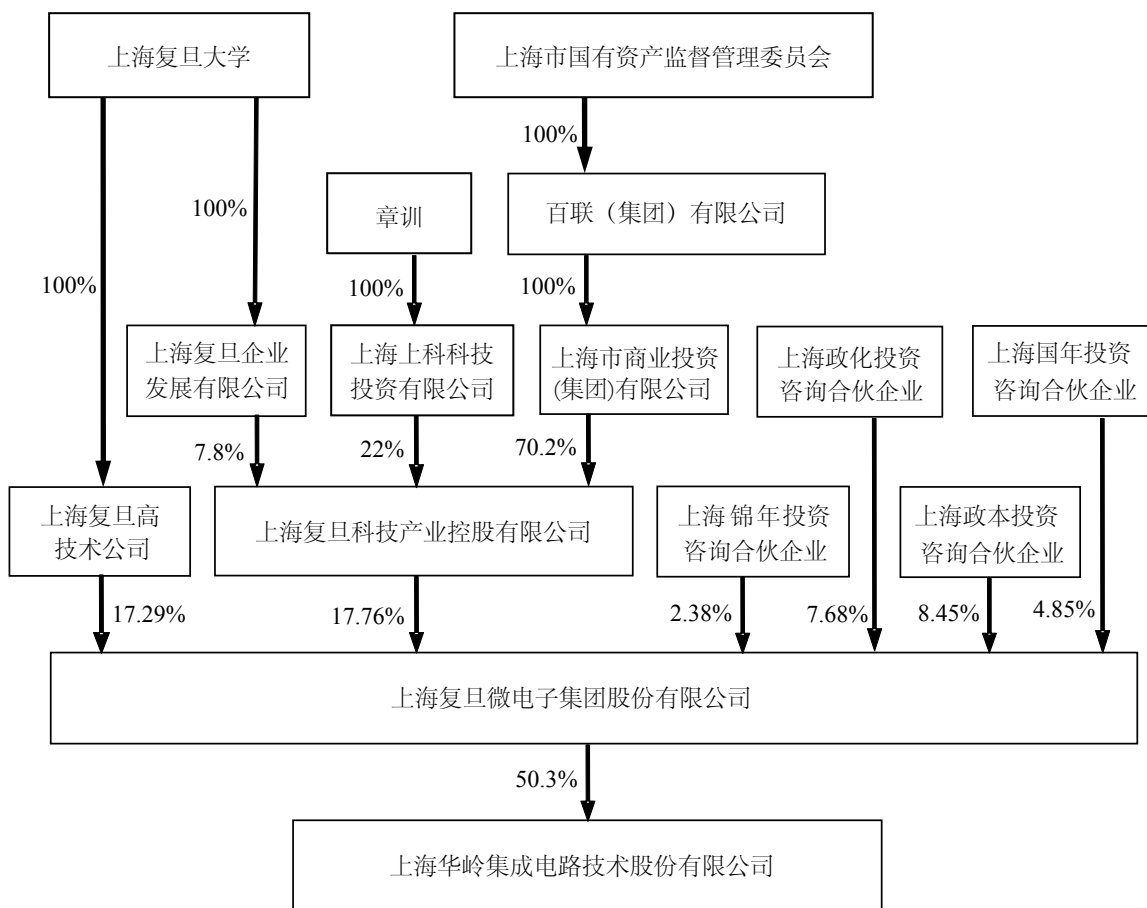 上海复旦大学
上海市国有资产监督管理委员会
100%
章训
百联（集团）有限公司
100%
100%
100%
100%
上海复旦企业
发展有限公司
上海上科科技
投资有限公司
上海市商业投资
(集团)有限公司
上海政化投资
咨询合伙企业
上海国年投资
咨询合伙企业
7.8%
22%
70.2%
上海复旦高
技术公司
上海复旦科技产业控股有限公司
上海锦年投资
咨询合伙企业
上海政本投资
咨询合伙企业
17.29%
17.76%
2.38%
7.68%
8.45%
4.85%
上海复旦微电子集团股份有限公司
50.3%
上海华岭集成电路技术股份有限公司